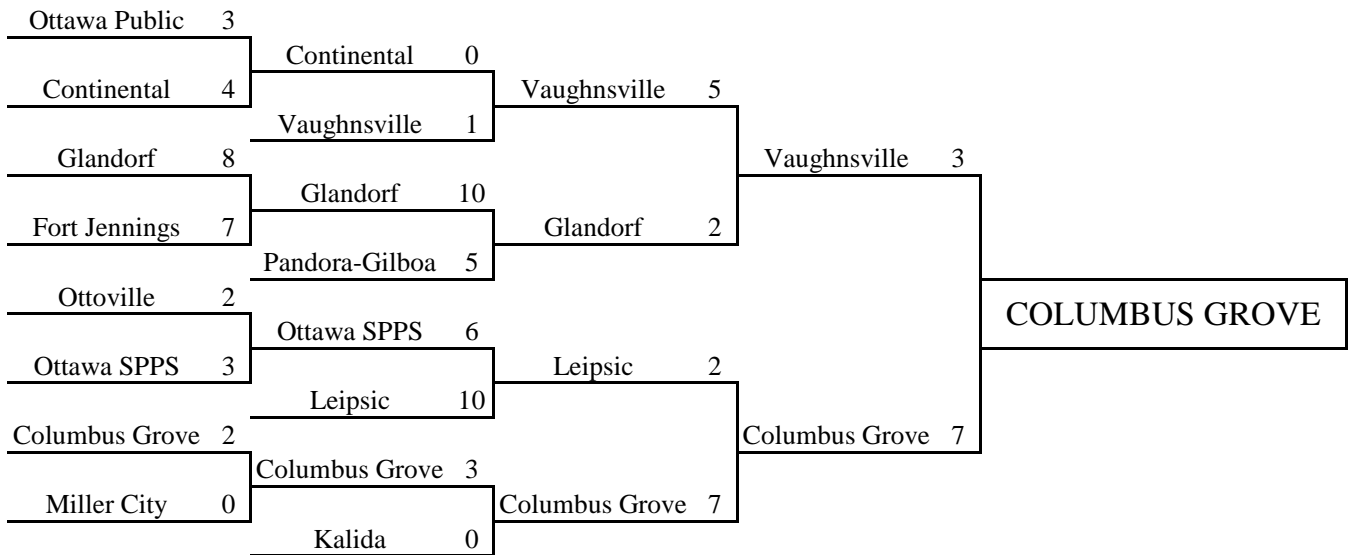 Ottawa Public 3
Continental 0
Continental 4
Vaughnsville 5
Vaughnsville 1
Glandorf 8
Vaughnsville 3
Glandorf 10
Fort Jennings 7
Glandorf 2
Pandora-Gilboa 5
Ottoville 2
COLUMBUS GROVE
Ottawa SPPS 6
Ottawa SPPS 3
Leipsic 2
Leipsic 10
Columbus Grove 2
Columbus Grove 7
Columbus Grove 3
Miller City 0
Columbus Grove 7
Kalida 0